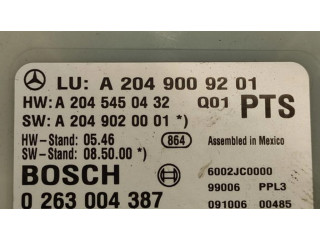 LU: A 204 900 92 01
HW: A 204 545 04 32 Q01 PTS
SW: A 204 902 00 01 *)
HW-Stand: 05.46 864 Assembled in Mexico
SW-Stand: 08.50.00 *)
BOSCH 6002JC0000
99006 PPL3
0 263 004 387 091006 00485